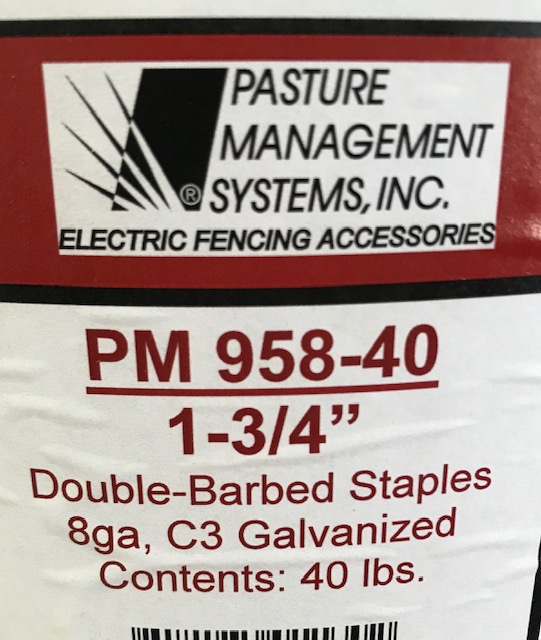 PASTURE
MANAGEMENT
® SYSTEMS, INC.
ELECTRIC FENCING ACCESSORIES
PM 958-40
1-3/4”
Double-Barbed Staples
8ga, C3 Galvanized
Contents: 40 lbs.